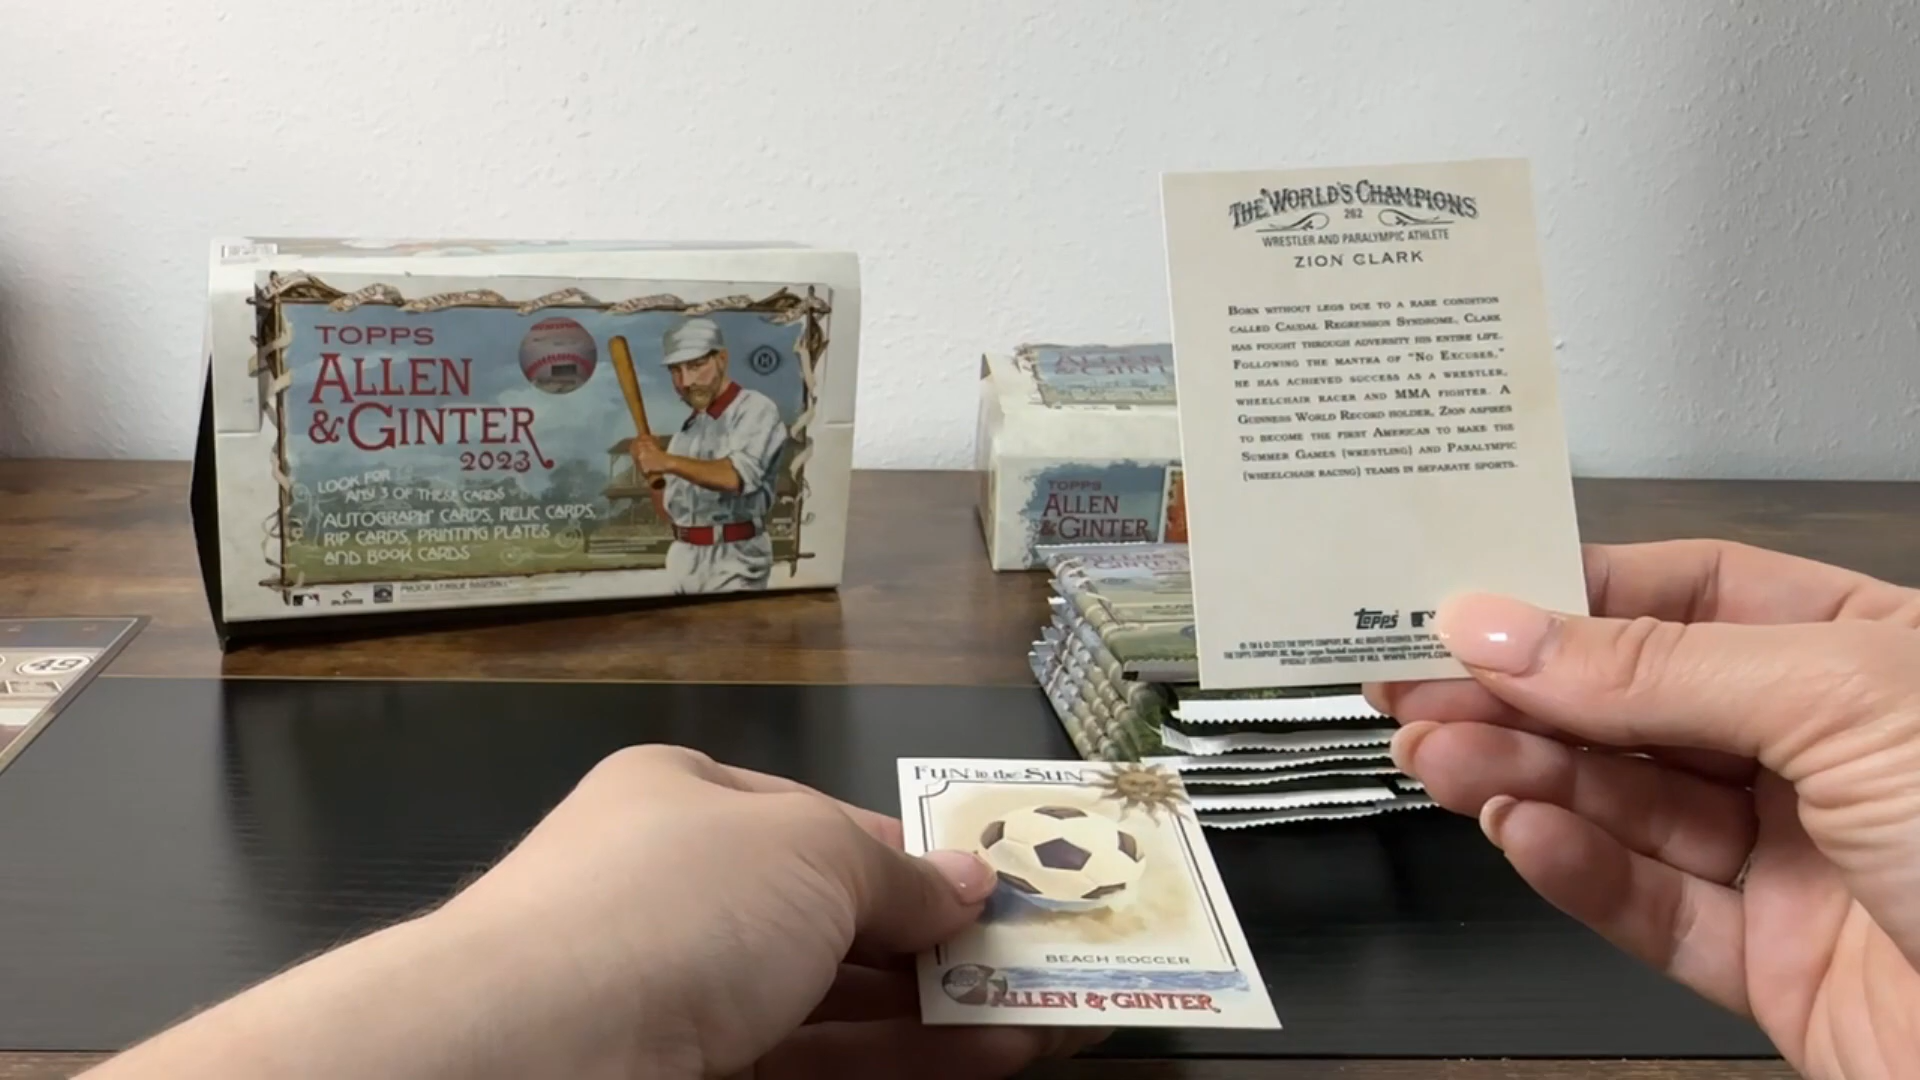 TOPPS
ALLEN
& GINTER
2023
LOOK FOR
ANY 3 OF THESE CARDS
AUTOGRAPH CARDS, RELIC CARDS,
RIP CARDS, PRINTING PLATES
AND BOOK CARDS
MAJOR LEAGUE BASEBALL
49
TOPPS
ALLEN
& GINTER
THE WORLD'S CHAMPIONS
262
WRESTLER AND PARALYMPIC ATHLETE
ZION CLARK
BORN WITHOUT LEGS DUE TO A RARE CONDITION
CALLED CAUDAL REGRESSION SYNDROME, CLARK
HAS FOUGHT THROUGH ADVERSITY HIS ENTIRE LIFE.
FOLLOWING THE MANTRA OF “NO EXCUSES,”
HE HAS ACHIEVED SUCCESS AS A WRESTLER,
WHEELCHAIR RACER AND MMA FIGHTER. A
GUINNESS WORLD RECORD HOLDER, ZION ASPIRES
TO BECOME THE FIRST AMERICAN TO MAKE THE
SUMMER GAMES (WRESTLING) AND PARALYMPIC
(WHEELCHAIR RACING) TEAMS IN SEPARATE SPORTS.
Topps
FUN in the SUN
BEACH SOCCER
ALLEN & GINTER